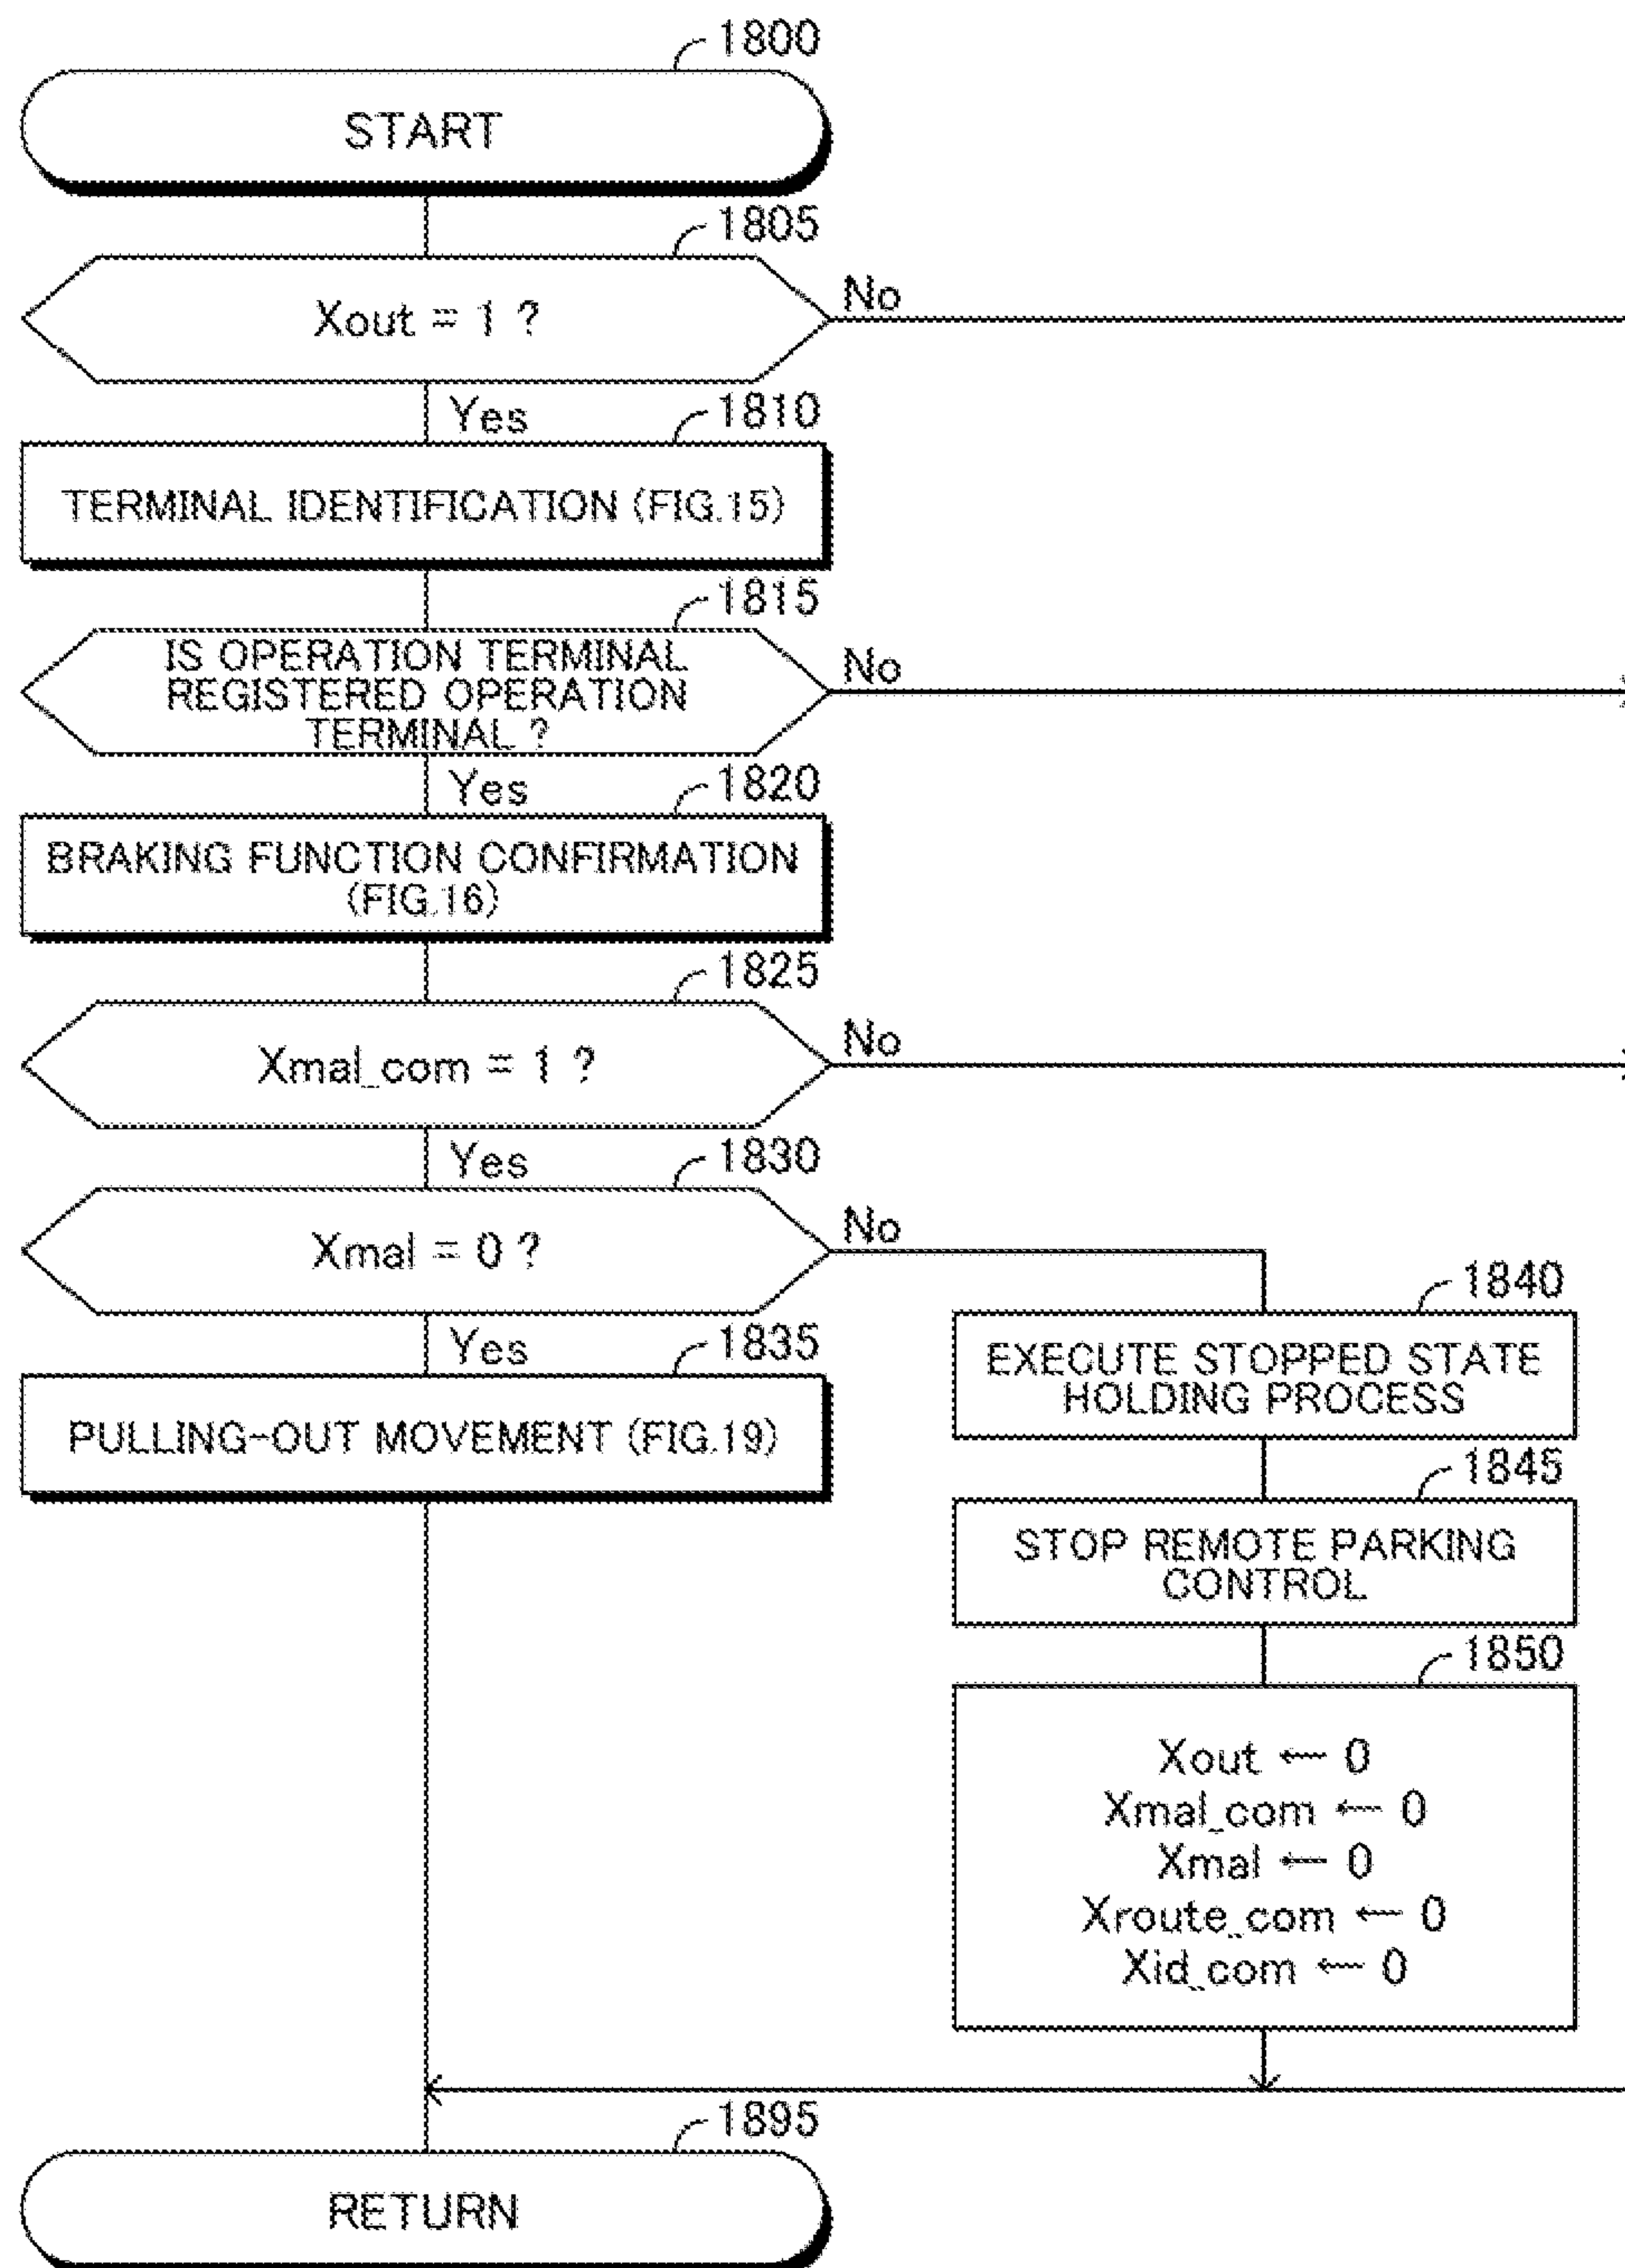 1800
START
1805
Xout = 1 ?
No
Yes
1810
TERMINAL IDENTIFICATION (FIG.15)
1815
IS OPERATION TERMINAL
REGISTERED OPERATION
TERMINAL ?
No
Yes
1820
BRAKING FUNCTION CONFIRMATION
(FIG.16)
1825
Xmal_com = 1 ?
No
Yes
1830
Xmal = 0 ?
No
Yes
1835
PULLING-OUT MOVEMENT (FIG.19)
1840
EXECUTE STOPPED STATE
HOLDING PROCESS
1845
STOP REMOTE PARKING
CONTROL
1850
Xout ← 0
Xmal_com ← 0
Xmal ← 0
Xroute_com ← 0
Xid_com ← 0
1895
RETURN